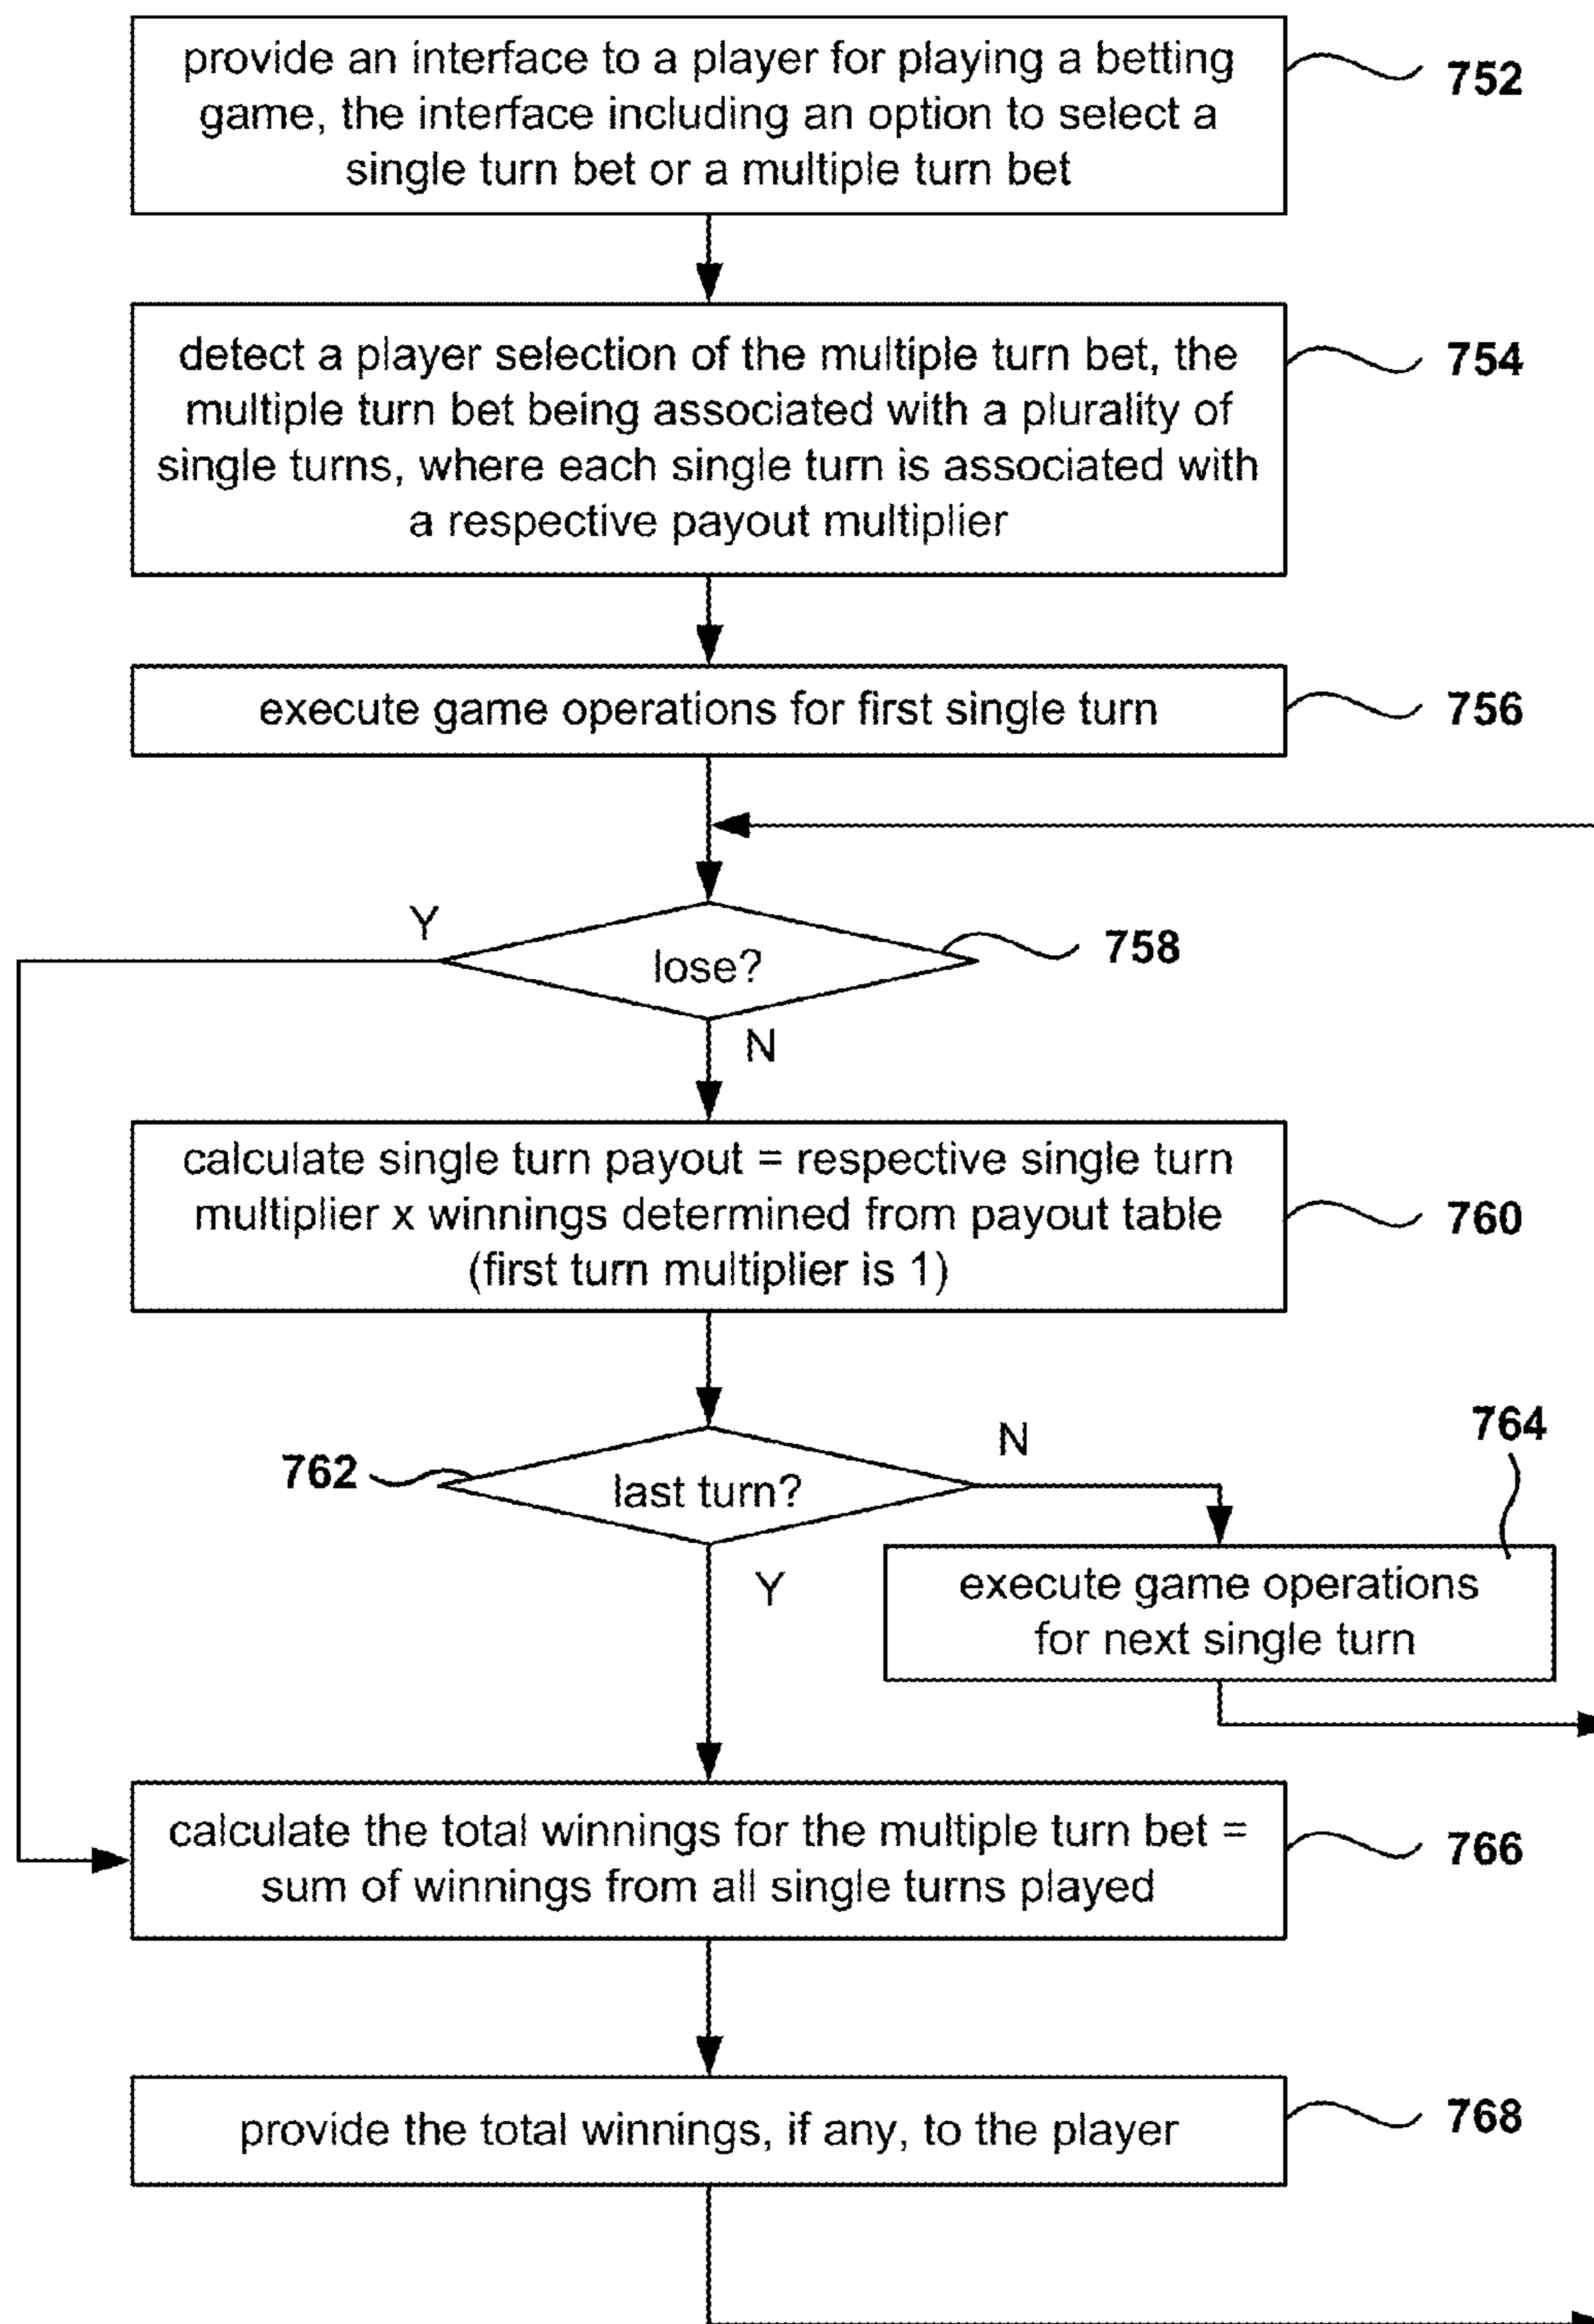 provide an interface to a player for playing a betting
game, the interface including an option to select a
single turn bet or a multiple turn bet
752
detect a player selection of the multiple turn bet, the
multiple turn bet being associated with a plurality of
single turns, where each single turn is associated with
a respective payout multiplier
754
execute game operations for first single turn
756
Y
lose?
758
N
calculate single turn payout = respective single turn
multiplier x winnings determined from payout table
(first turn multiplier is 1)
760
762
last turn?
N
764
Y
execute game operations
for next single turn
calculate the total winnings for the multiple turn bet =
sum of winnings from all single turns played
766
provide the total winnings, if any, to the player
768